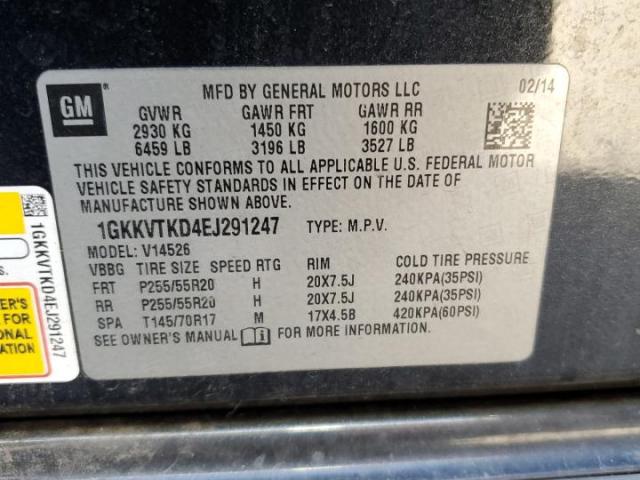 GM
MFD BY GENERAL MOTORS LLC 02/14
GVWR GAWR FRT GAWR RR
2930 KG 1450 KG 1600 KG
6459 LB 3196 LB 3527 LB
THIS VEHICLE CONFORMS TO ALL APPLICABLE U.S. FEDERAL MOTOR
VEHICLE SAFETY STANDARDS IN EFFECT ON THE DATE OF
MANUFACTURE SHOWN ABOVE.
1GKKVTKD4EJ291247 TYPE: M.P.V.
MODEL: V14526
VBBG TIRE SIZE SPEED RTG RIM COLD TIRE PRESSURE
FRT P255/55R20 H 20X7.5J 240KPA(35PSI)
RR P255/55R20 H 20X7.5J 240KPA(35PSI)
SPA T145/70R17 M 17X4.5B 420KPA(60PSI)
SEE OWNER'S MANUAL FOR MORE INFORMATION
1GKKVTKD4EJ291247
ER'S
FOR
ONAL
ATION